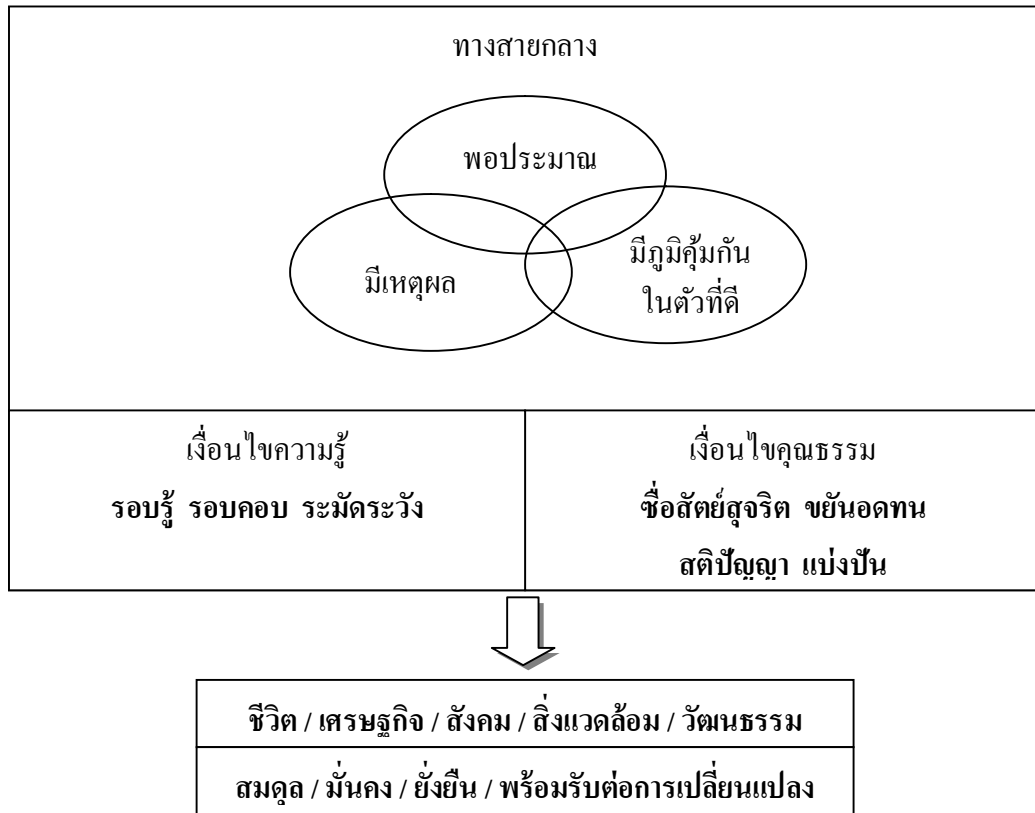 ทางสายกลาง
พอประมาณ
มีเหตุผล
มีภูมิคุ้มกัน
ในตัวที่ดี
เงื่อนไขความรู้
รอบรู้ รอบคอบ ระมัดระวัง
เงื่อนไขคุณธรรม
ซื่อสัตย์สุจริต ขยันอดทน
สติปัญญา แบ่งปัน
ชีวิต / เศรษฐกิจ / สังคม / สิ่งแวดล้อม / วัฒนธรรม
สมดุล / มั่นคง / ยั่งยืน / พร้อมรับต่อการเปลี่ยนแปลง